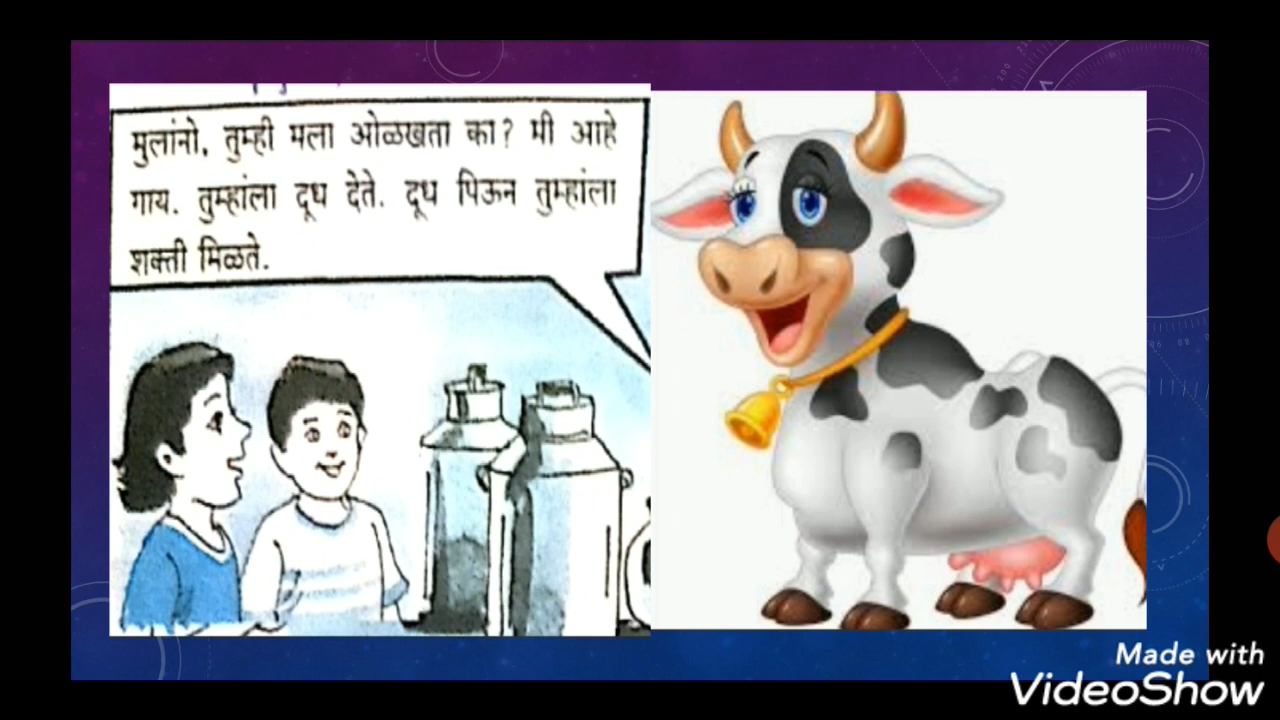 मुलांनो, तुम्ही मला ओळखता का? मी आहे
गाय. तुम्हांला दूध देते. दूध पिऊन तुम्हांला
शक्ती मिळते.
Made with
VideoShow